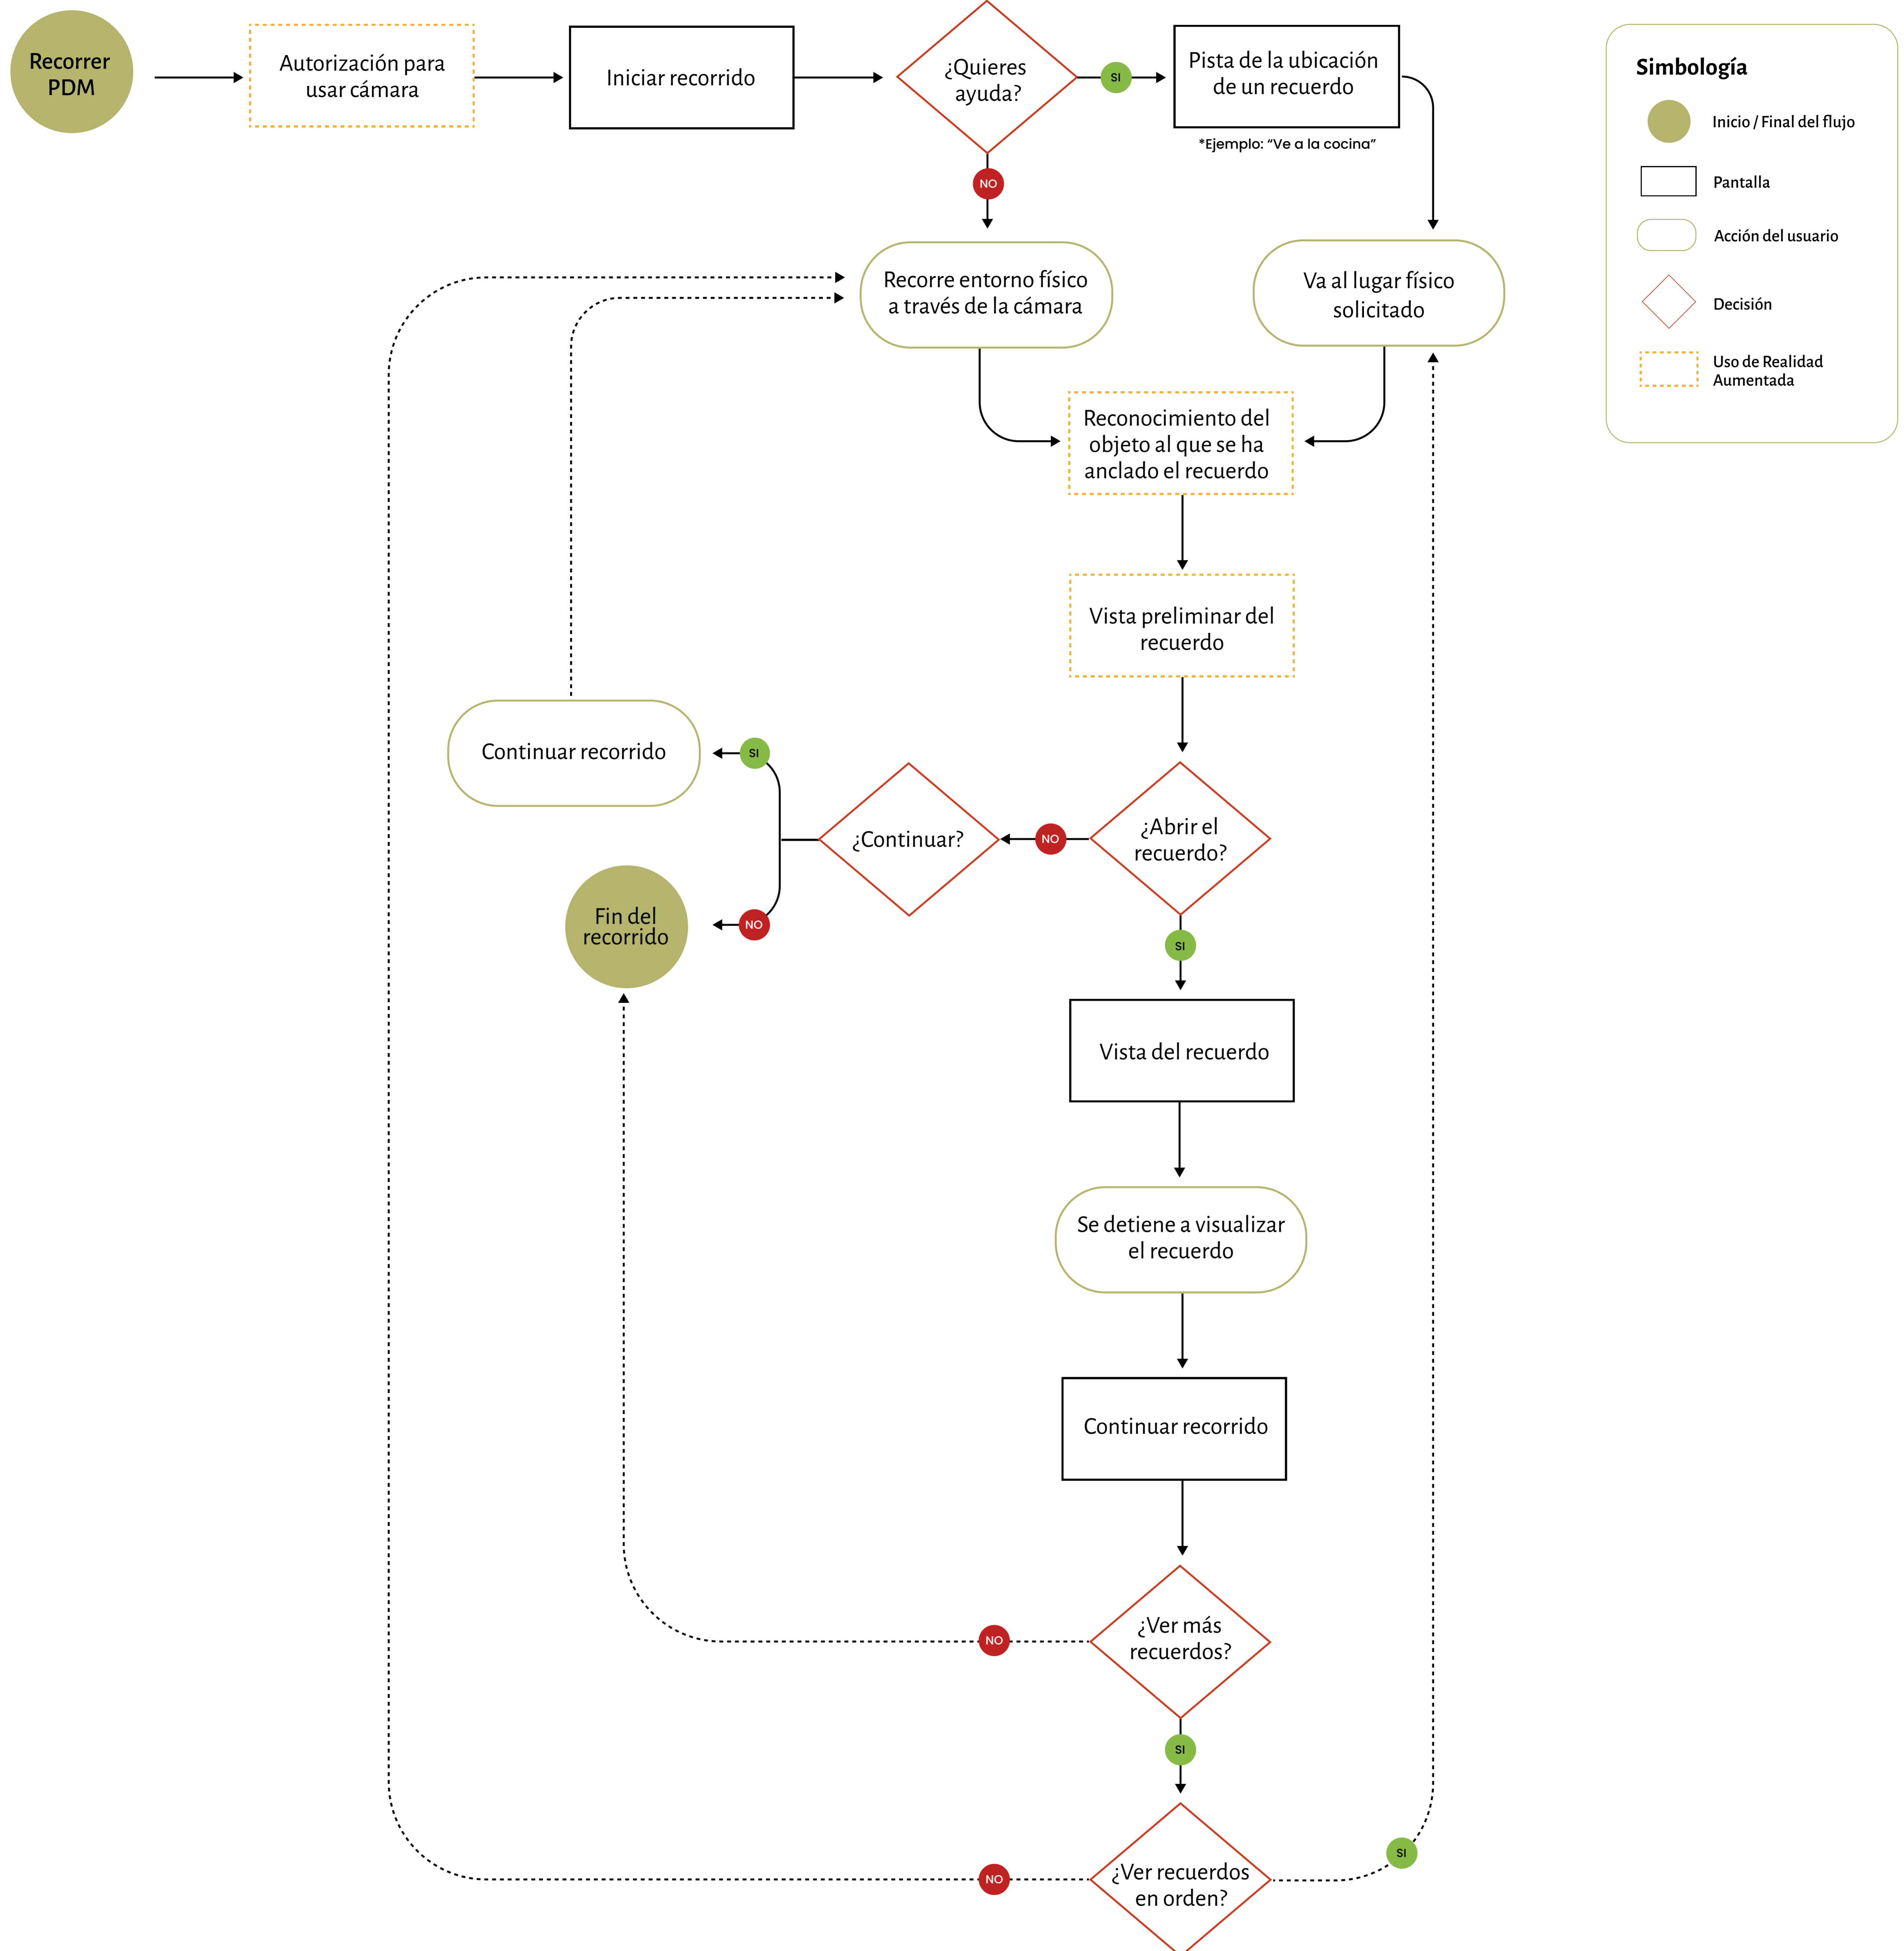 Recorrer
PDM
Autorización para
usar cámara
Iniciar recorrido
¿Quieres
ayuda?
SI
Pista de la ubicación
de un recuerdo
*Ejemplo: “Ve a la cocina”
NO
Recorre entorno físico
a través de la cámara
Va al lugar físico
solicitado
Reconocimiento del
objeto al que se ha
anclado el recuerdo
Vista preliminar del
recuerdo
¿Abrir el
recuerdo?
NO
¿Continuar?
SI
Continuar recorrido
NO
Fin del
recorrido
SI
Vista del recuerdo
Se detiene a visualizar
el recuerdo
Continuar recorrido
¿Ver más
recuerdos?
NO
SI
¿Ver recuerdos
en orden?
NO
SI
Simbología
Inicio / Final del flujo
Pantalla
Acción del usuario
Decisión
Uso de Realidad
Aumentada